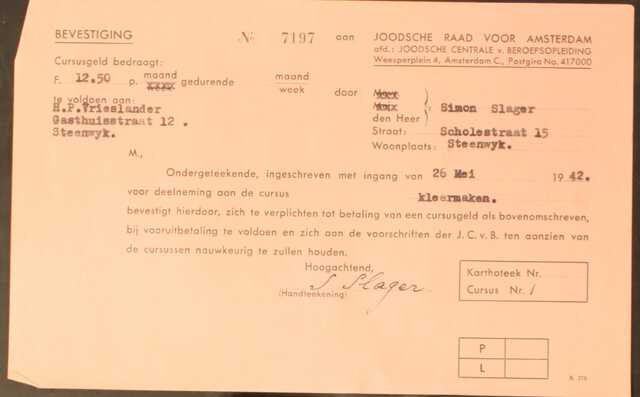 BEVESTIGING
No 7197 aan JOODSCHE RAAD VOOR AMSTERDAM
afd.: JOODSCHE CENTRALE v. BEROEPSOPLEIDING
Weesperplein 4, Amsterdam C., Postgiro No. 417000
Cursusgeld bedraagt:
F. 12.50 p. maand gedurende maand
week
door
den Heer Simon Slager
Straat: Scholestraat 15
Woonplaats: Steenwyk.
te voldoen aan:
H.P.Vrieslander
Gasthuisstraat 12 .
Steenwyk.
M.,
Ondergeteekende, ingeschreven met ingang van 26 Mei 1942.
voor deelneming aan de cursus kleermaken.
bevestigt hierdoor, zich te verplichten tot betaling van een cursusgeld als bovenomschreven,
bij vooruitbetaling te voldoen en zich aan de voorschriften der J. C. v. B. ten aanzien van
de cursussen nauwkeurig te zullen houden.
Hoogachtend,
S Slager.
(Handteekening)
Karthoteek Nr.
Cursus Nr. 1
P
L